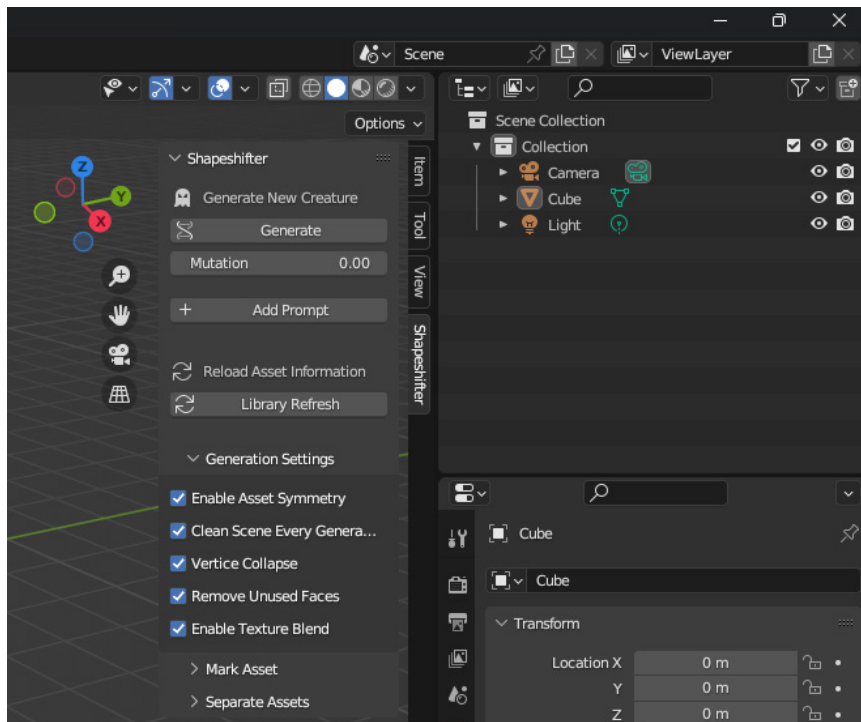 Scene
ViewLayer
Options
Shapeshifter
Generate New Creature
Generate
Mutation 0.00
Add Prompt
Reload Asset Information
Library Refresh
Generation Settings
Enable Asset Symmetry
Clean Scene Every Genera...
Vertice Collapse
Remove Unused Faces
Enable Texture Blend
Mark Asset
Separate Assets
Item
Tool
View
Shapeshifter
Z
Y
X
Scene Collection
Collection
Camera
Cube
Light
Cube
Cube
Transform
Location X 0 m
Y 0 m
Z 0 m